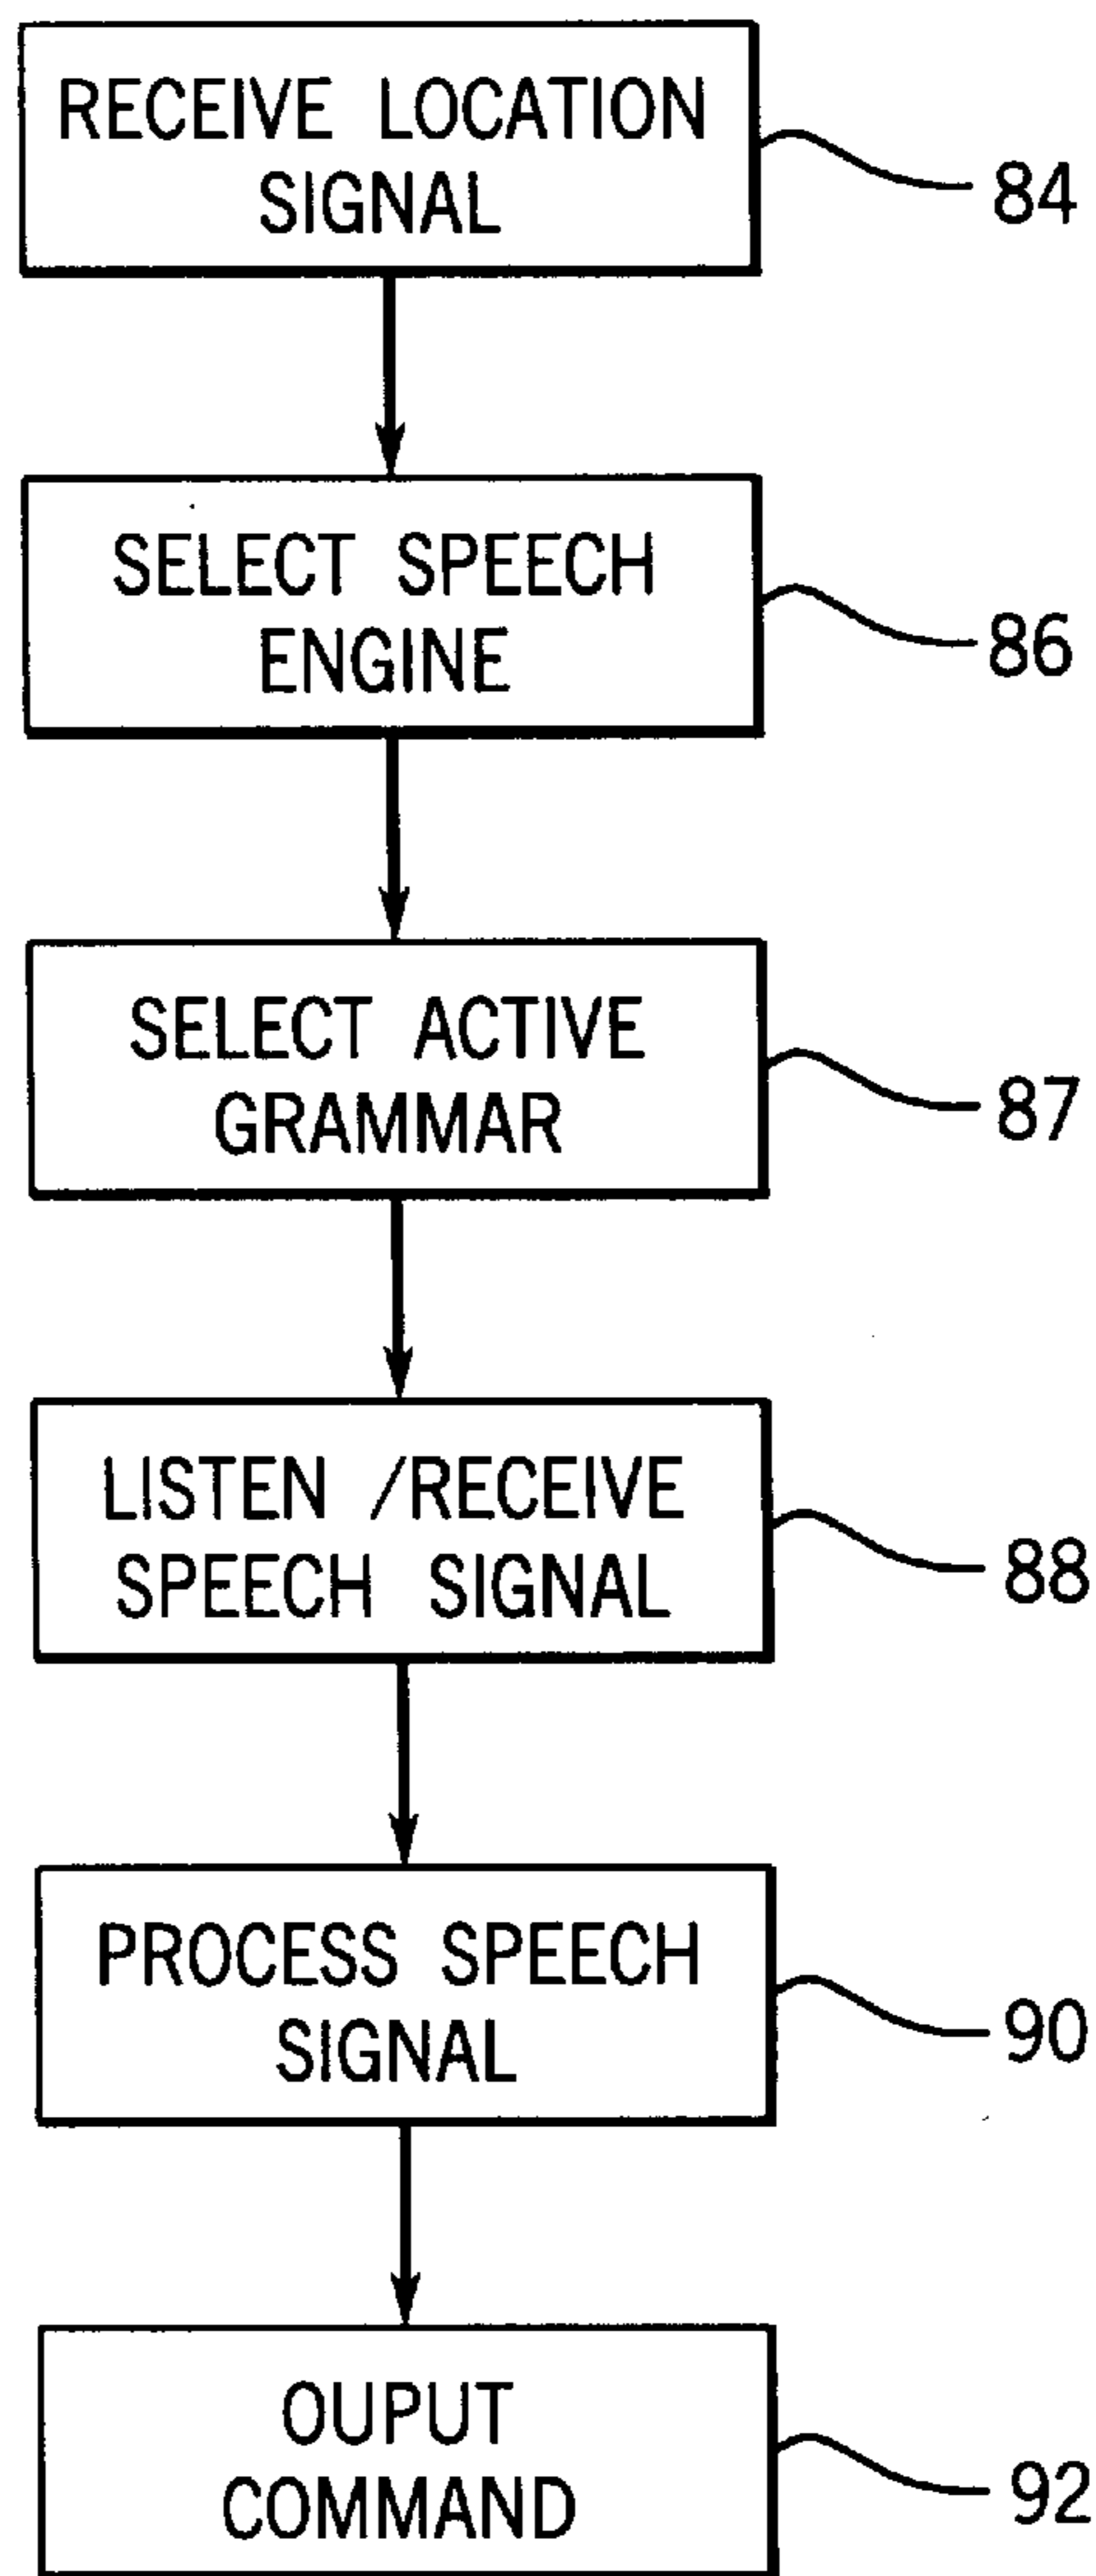 RECEIVE LOCATION
SIGNAL
84
SELECT SPEECH
ENGINE
86
SELECT ACTIVE
GRAMMAR
87
LISTEN /RECEIVE
SPEECH SIGNAL
88
PROCESS SPEECH
SIGNAL
90
OUPUT
COMMAND
92